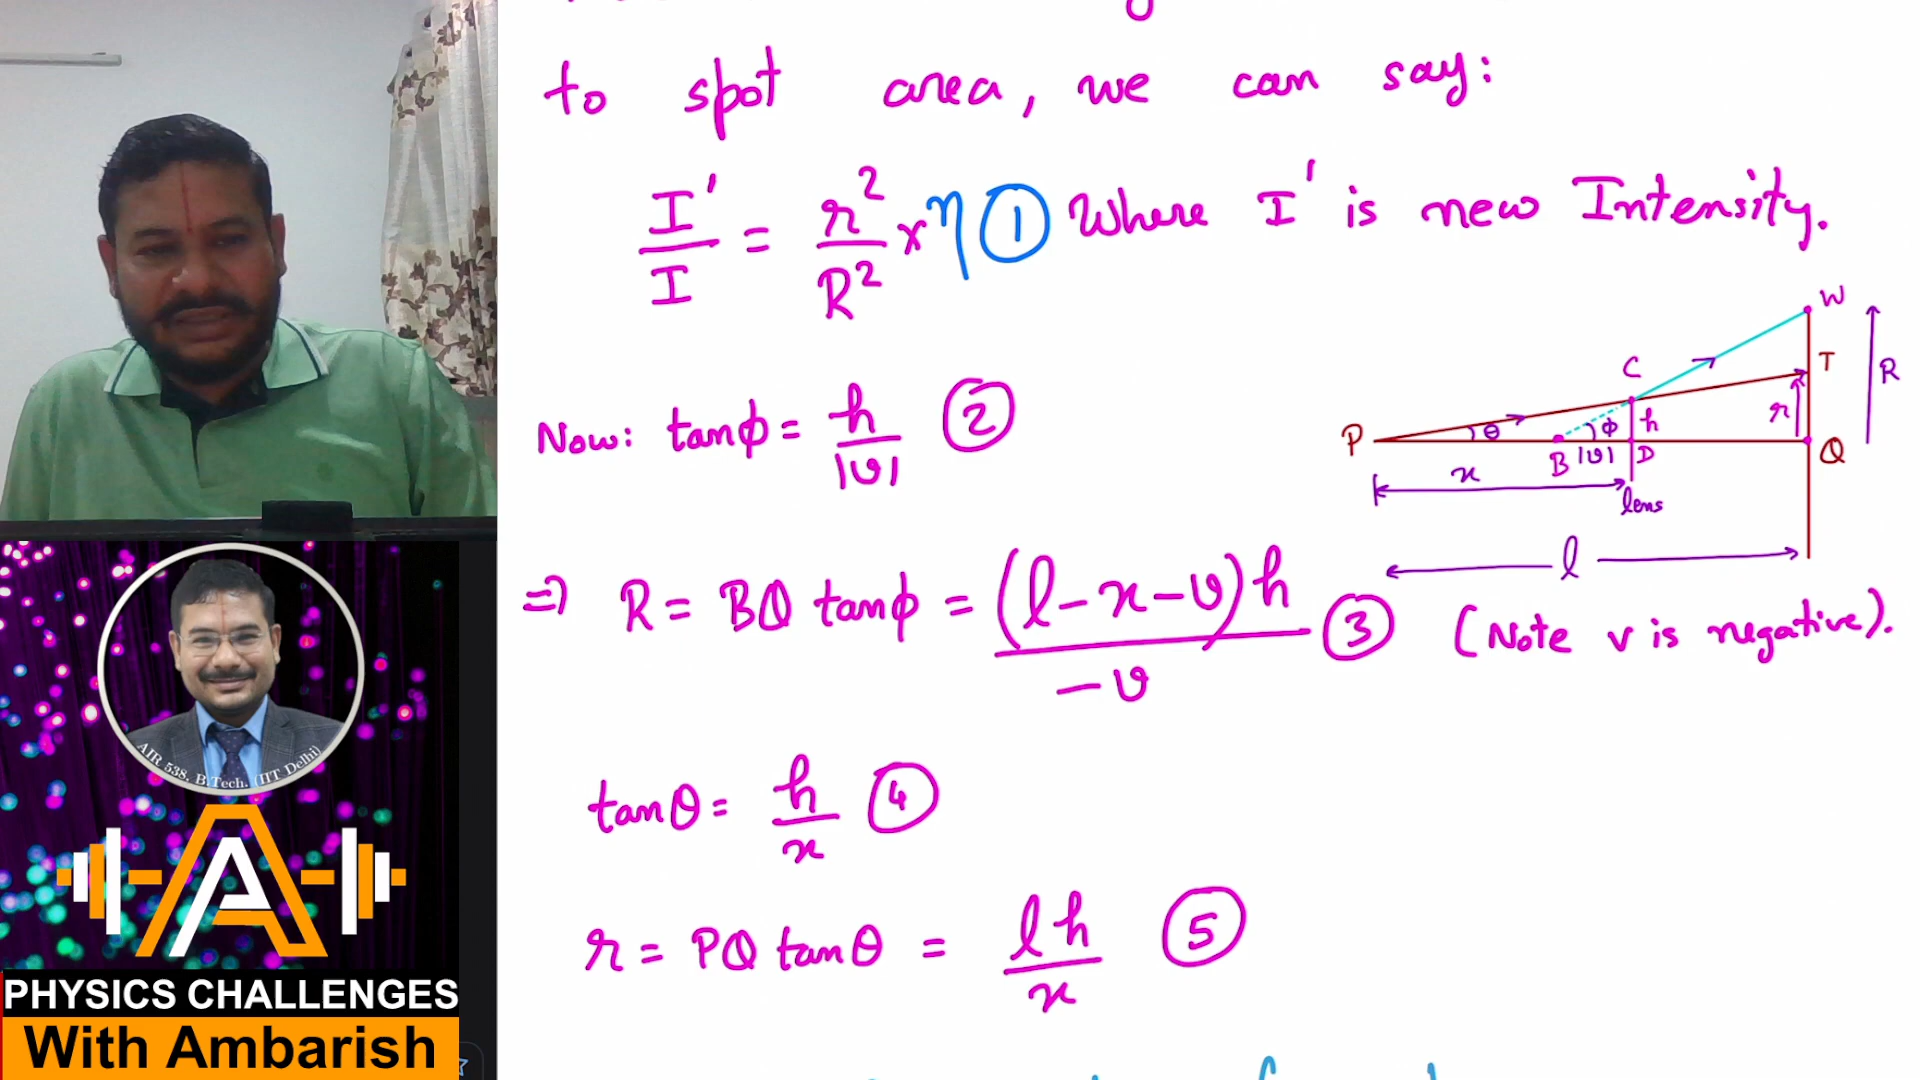 to spot area, we can say:
I'/I = r²/R² × η ① Where I' is new Intensity.
Now: tanϕ = h/|v| ②
⇒ R = BQ tanϕ = (l-x-v)h/-v ③ (Note v is negative).
tanθ = h/x ④
r = PQ tanθ = lh/x ⑤
W
C
T
R
r
P
θ
ϕ
h
B
|v|
D
Q
x
lens
l
AIR 538, B.Tech. (IIT Delhi)
A
PHYSICS CHALLENGES
With Ambarish